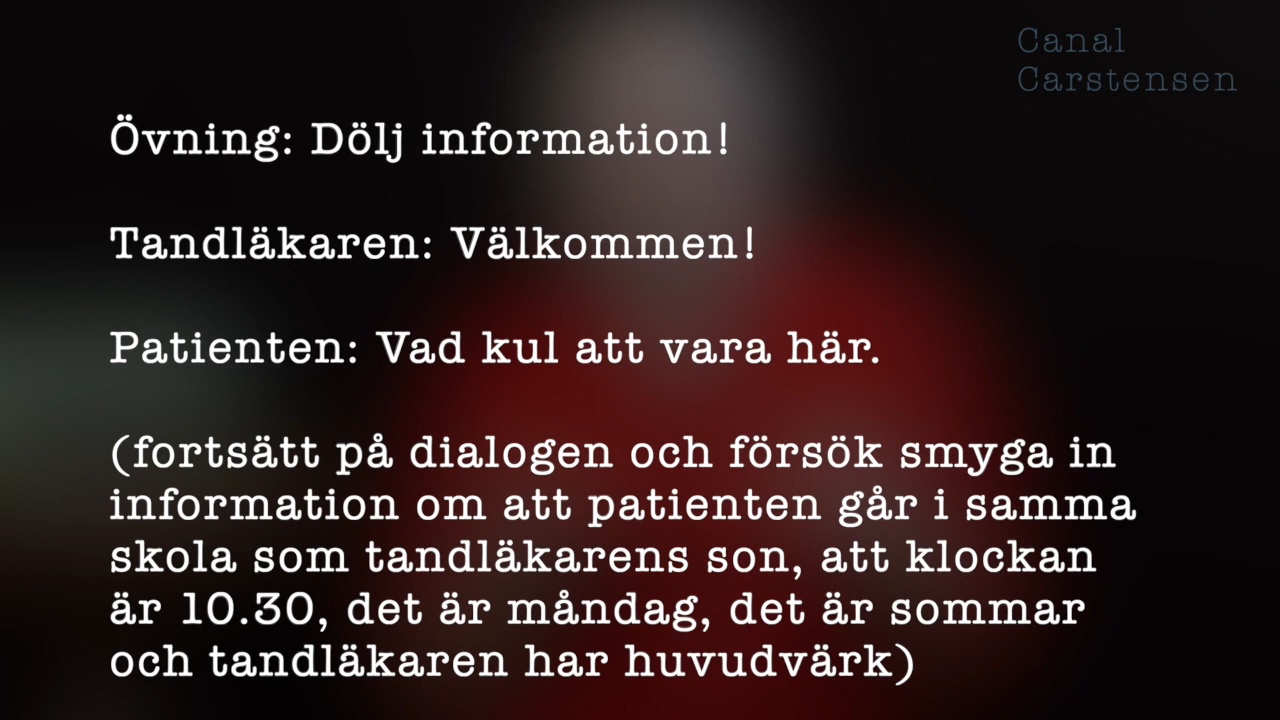 Canal
Carstensen
Övning: Dölj information!
Tandläkaren: Välkommen!
Patienten: Vad kul att vara här.
(fortsätt på dialogen och försök smyga in
information om att patienten går i samma
skola som tandläkarens son, att klockan
är 10.30, det är måndag, det är sommar
och tandläkaren har huvudvärk)